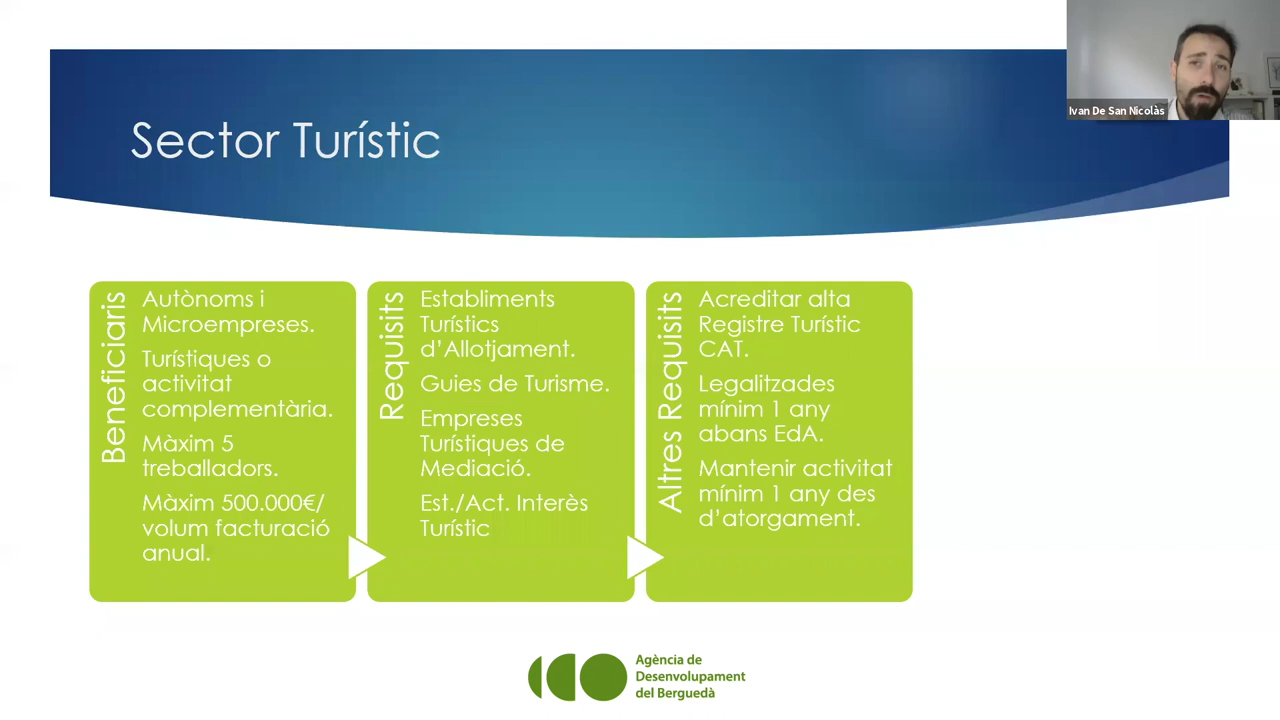 Ivan De San Nicolàs
Sector Turístic
Beneficiaris
Autònoms i
Microempreses.
Turístiques o
activitat
complementària.
Màxim 5
treballadors.
Màxim 500.000€/
volum facturació
anual.
Requisits
Establiments
Turístics
d’Allotjament.
Guies de Turisme.
Empreses
Turístiques de
Mediació.
Est./Act. Interès
Turístic
Altres Requisits
Acreditar alta
Registre Turístic
CAT.
Legalitzades
mínim 1 any
abans EdA.
Mantenir activitat
mínim 1 any des
d’atorgament.
Agència de
Desenvolupament
del Berguedà